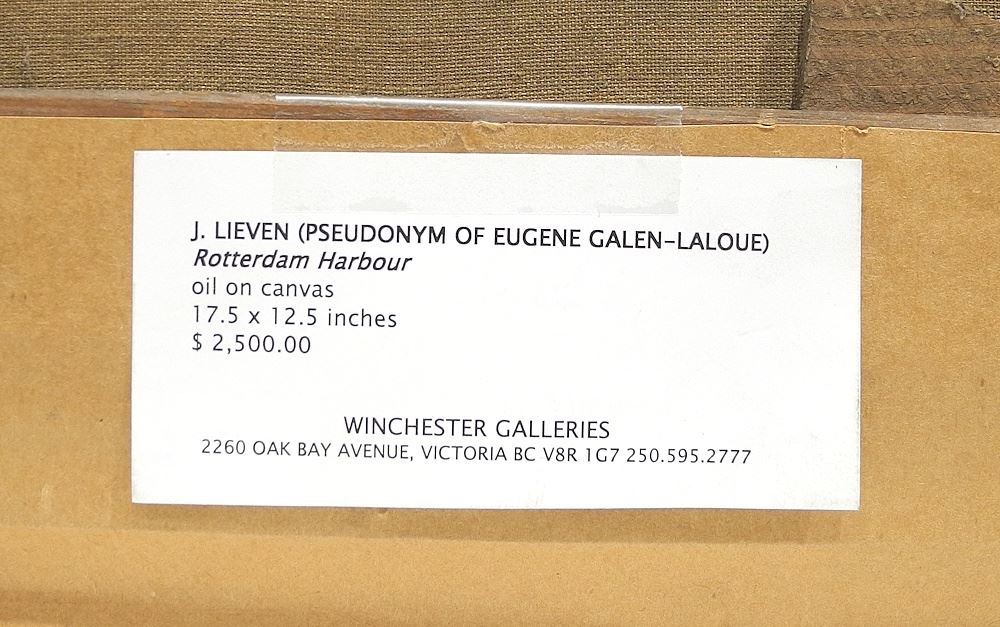 J. LIEVEN (PSEUDONYM OF EUGENE GALEN-LALOUE)
Rotterdam Harbour
oil on canvas
17.5 x 12.5 inches
$ 2,500.00
WINCHESTER GALLERIES
2260 OAK BAY AVENUE, VICTORIA BC V8R 1G7 250.595.2777